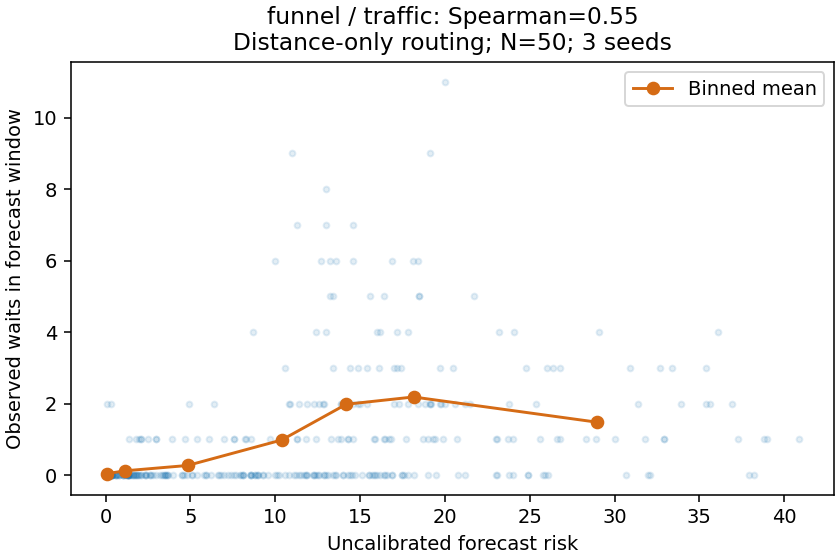 funnel / traffic: Spearman=0.55
Distance-only routing; N=50; 3 seeds
Binned mean
Observed waits in forecast window
10
8
6
4
2
0
0 5 10 15 20 25 30 35 40
Uncalibrated forecast risk